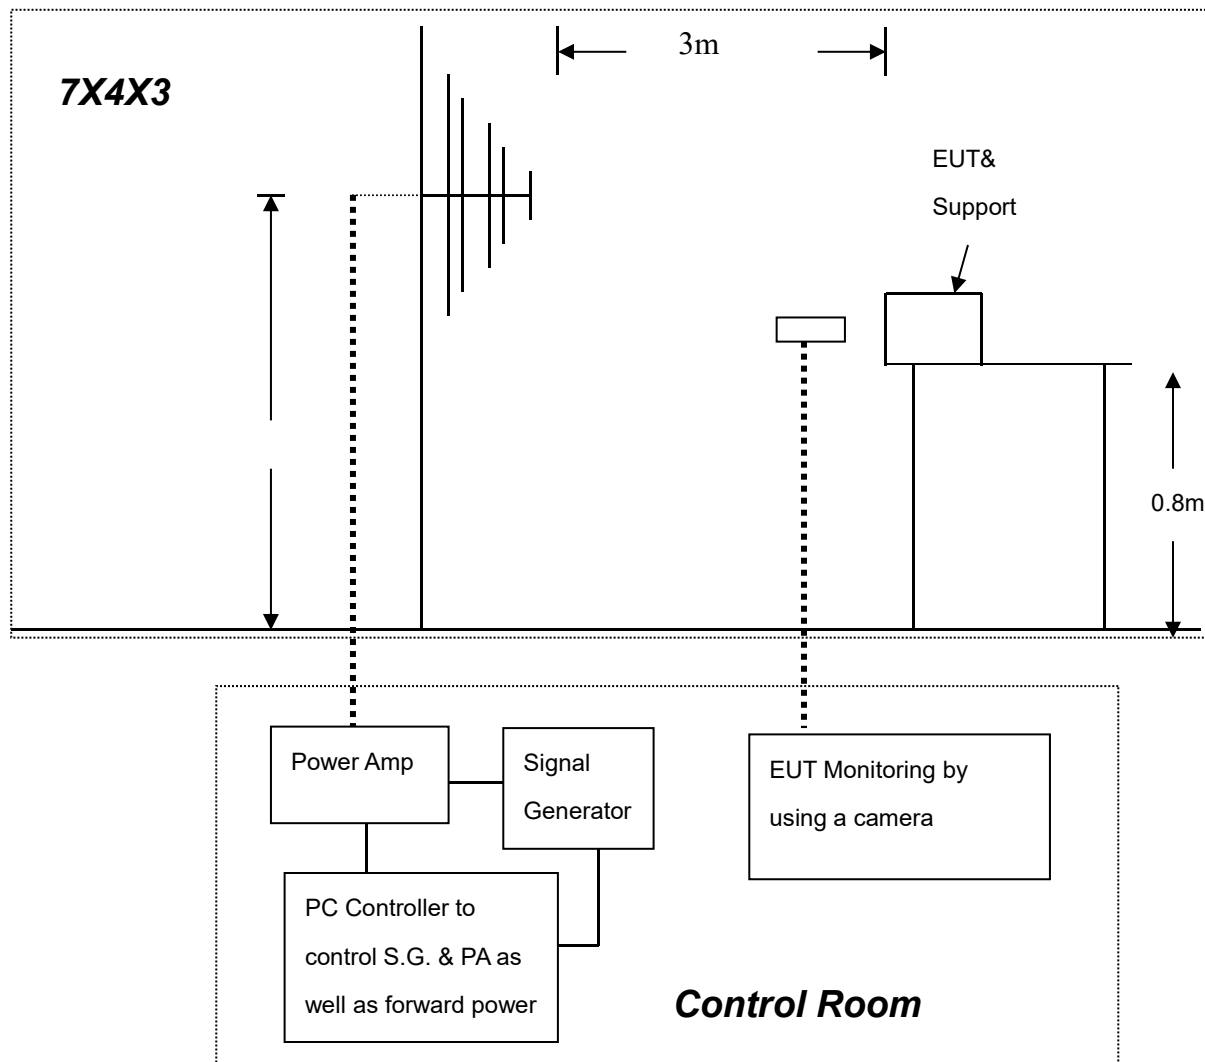 3m
7X4X3
EUT&
Support
0.8m
Power Amp
Signal
Generator
EUT Monitoring by
using a camera
PC Controller to
control S.G. & PA as
well as forward power
Control Room